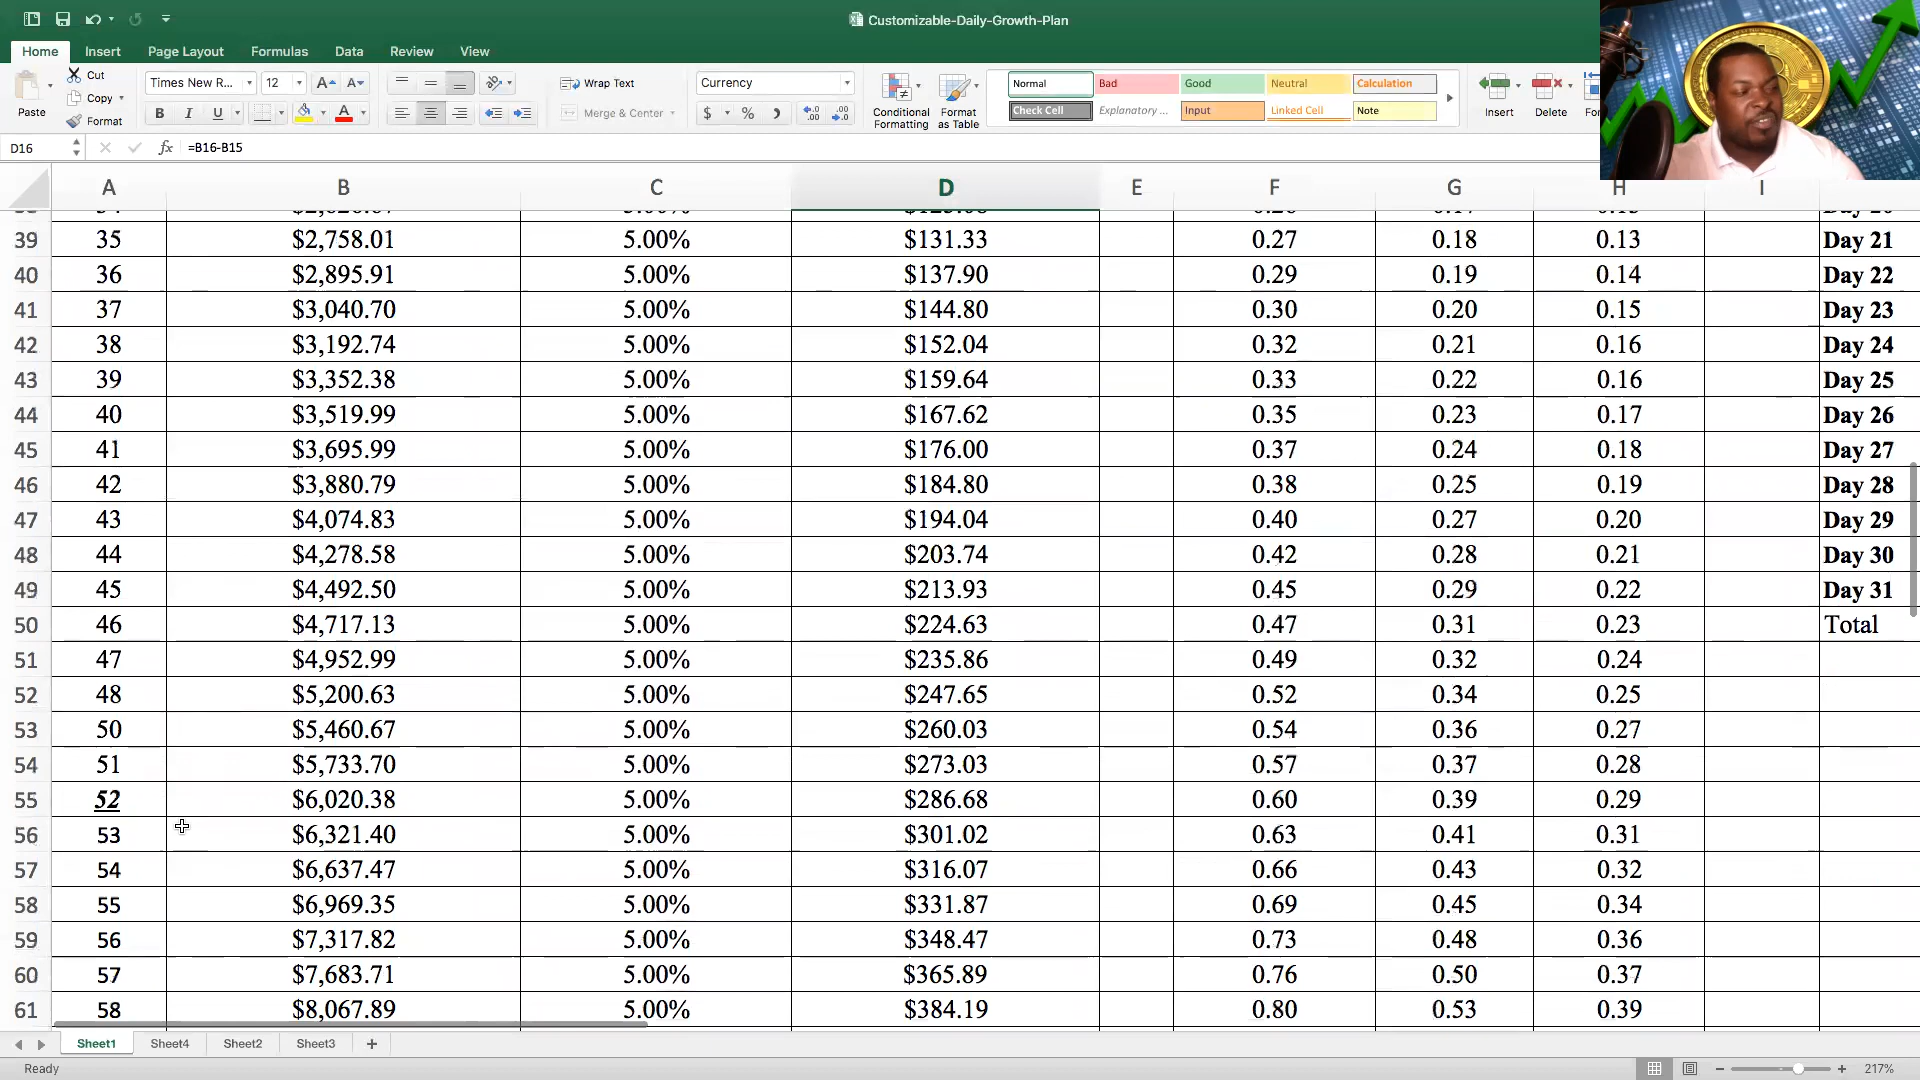 Customizable-Daily-Growth-Plan
Home Insert Page Layout Formulas Data Review View
Paste Cut Copy Format
Times New R... 12 A A
B I U A
Wrap Text
Merge & Center
Currency
$ % )
Conditional Formatting
Format as Table
Normal Bad Good Neutral Calculation
Check Cell Explanatory ... Input Linked Cell Note
Insert Delete
D16 fx =B16-B15
A B C D E F G H I
39 35 $2,758.01 5.00% $131.33 0.27 0.18 0.13 Day 21
40 36 $2,895.91 5.00% $137.90 0.29 0.19 0.14 Day 22
41 37 $3,040.70 5.00% $144.80 0.30 0.20 0.15 Day 23
42 38 $3,192.74 5.00% $152.04 0.32 0.21 0.16 Day 24
43 39 $3,352.38 5.00% $159.64 0.33 0.22 0.16 Day 25
44 40 $3,519.99 5.00% $167.62 0.35 0.23 0.17 Day 26
45 41 $3,695.99 5.00% $176.00 0.37 0.24 0.18 Day 27
46 42 $3,880.79 5.00% $184.80 0.38 0.25 0.19 Day 28
47 43 $4,074.83 5.00% $194.04 0.40 0.27 0.20 Day 29
48 44 $4,278.58 5.00% $203.74 0.42 0.28 0.21 Day 30
49 45 $4,492.50 5.00% $213.93 0.45 0.29 0.22 Day 31
50 46 $4,717.13 5.00% $224.63 0.47 0.31 0.23 Total
51 47 $4,952.99 5.00% $235.86 0.49 0.32 0.24
52 48 $5,200.63 5.00% $247.65 0.52 0.34 0.25
53 50 $5,460.67 5.00% $260.03 0.54 0.36 0.27
54 51 $5,733.70 5.00% $273.03 0.57 0.37 0.28
55 52 $6,020.38 5.00% $286.68 0.60 0.39 0.29
56 53 $6,321.40 5.00% $301.02 0.63 0.41 0.31
57 54 $6,637.47 5.00% $316.07 0.66 0.43 0.32
58 55 $6,969.35 5.00% $331.87 0.69 0.45 0.34
59 56 $7,317.82 5.00% $348.47 0.73 0.48 0.36
60 57 $7,683.71 5.00% $365.89 0.76 0.50 0.37
61 58 $8,067.89 5.00% $384.19 0.80 0.53 0.39
Sheet1 Sheet4 Sheet2 Sheet3 +
Ready 217%